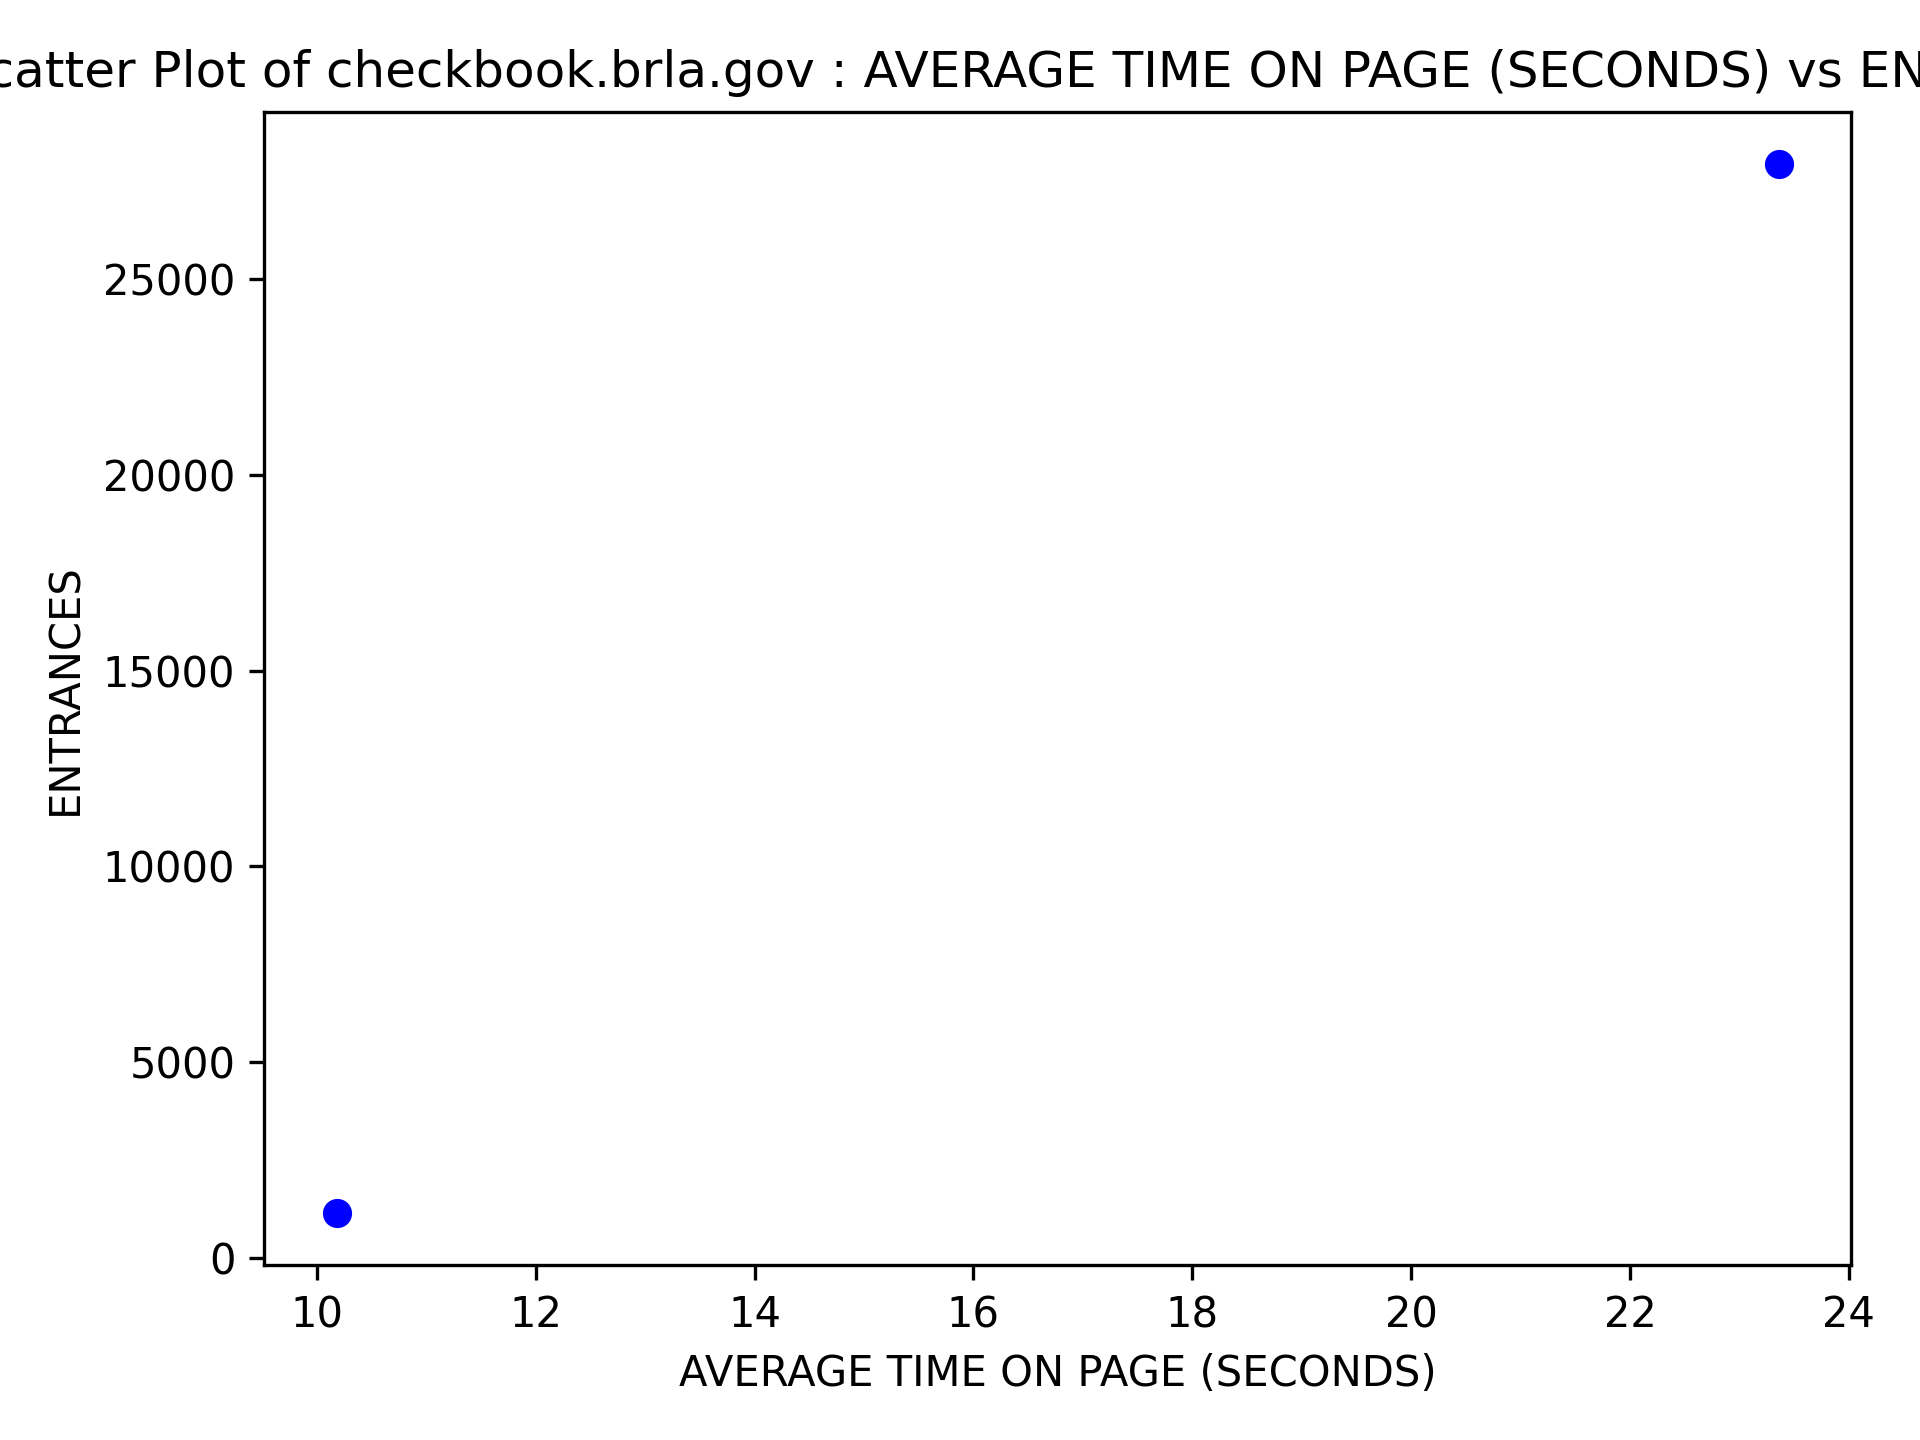 catter Plot of checkbook.brla.gov : AVERAGE TIME ON PAGE (SECONDS) vs EN
25000
20000
15000
10000
5000
0
ENTRANCES
10 12 14 16 18 20 22 24
AVERAGE TIME ON PAGE (SECONDS)